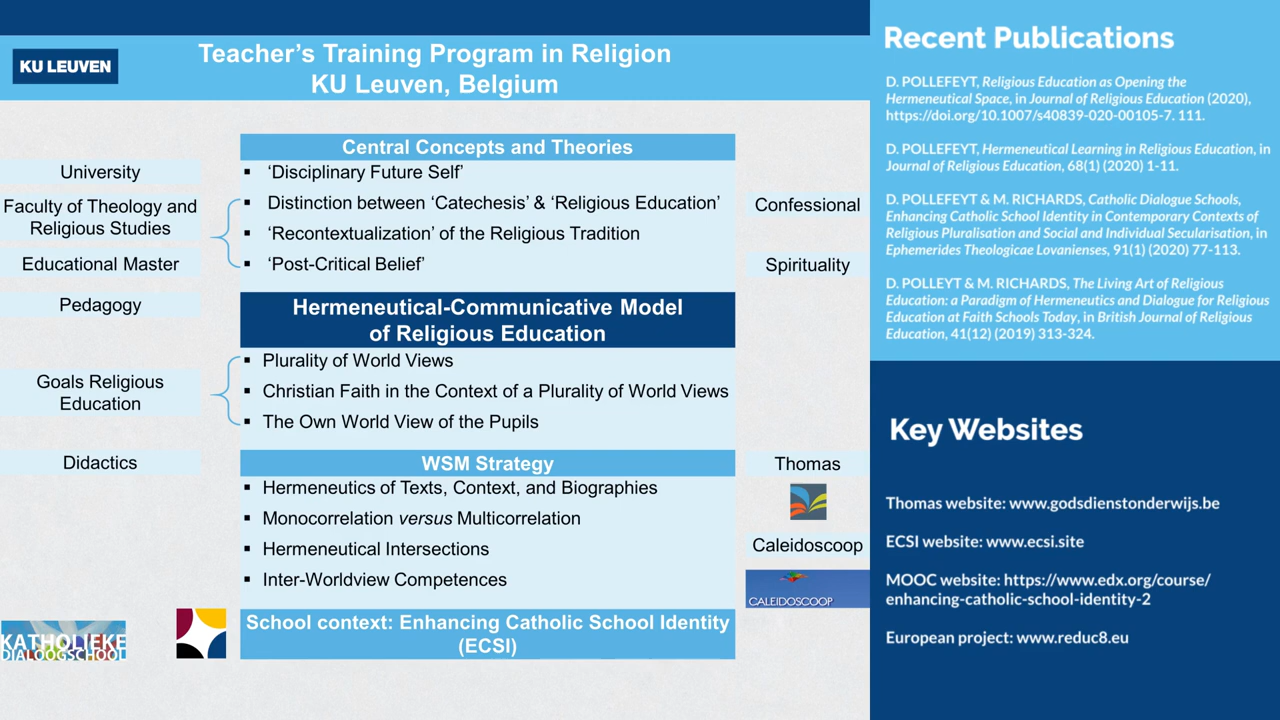 KU LEUVEN
Teacher’s Training Program in Religion
KU Leuven, Belgium
University
Faculty of Theology and
Religious Studies
Educational Master
Pedagogy
Goals Religious
Education
Didactics
KATHOLIEKE
DIALOOGSCHOOL
Central Concepts and Theories
▪ ‘Disciplinary Future Self’
▪ Distinction between ‘Catechesis’ & ‘Religious Education’
▪ ‘Recontextualization’ of the Religious Tradition
▪ ‘Post-Critical Belief’
Hermeneutical-Communicative Model
of Religious Education
▪ Plurality of World Views
▪ Christian Faith in the Context of a Plurality of World Views
▪ The Own World View of the Pupils
WSM Strategy
▪ Hermeneutics of Texts, Context, and Biographies
▪ Monocorrelation versus Multicorrelation
▪ Hermeneutical Intersections
▪ Inter-Worldview Competences
School context: Enhancing Catholic School Identity
(ECSI)
Confessional
Spirituality
Thomas
Caleidoscoop
CALEIDOSCOOP
Recent Publications
D. POLLEFEYT, Religious Education as Opening the
Hermeneutical Space, in Journal of Religious Education (2020),
https://doi.org/10.1007/s40839-020-00105-7. 111.
D. POLLEFEYT, Hermeneutical Learning in Religious Education, in
Journal of Religious Education, 68(1) (2020) 1-11.
D. POLLEFEYT & M. RICHARDS, Catholic Dialogue Schools,
Enhancing Catholic School Identity in Contemporary Contexts of
Religious Pluralisation and Social and Individual Secularisation, in
Ephemerides Theologicae Lovanienses, 91(1) (2020) 77-113.
D. POLLEYT & M. RICHARDS, The Living Art of Religious
Education: a Paradigm of Hermeneutics and Dialogue for Religious
Education at Faith Schools Today, in British Journal of Religious
Education, 41(12) (2019) 313-324.
Key Websites
Thomas website: www.godsdienstonderwijs.be
ECSI website: www.ecsi.site
MOOC website: https://www.edx.org/course/
enhancing-catholic-school-identity-2
European project: www.reduc8.eu